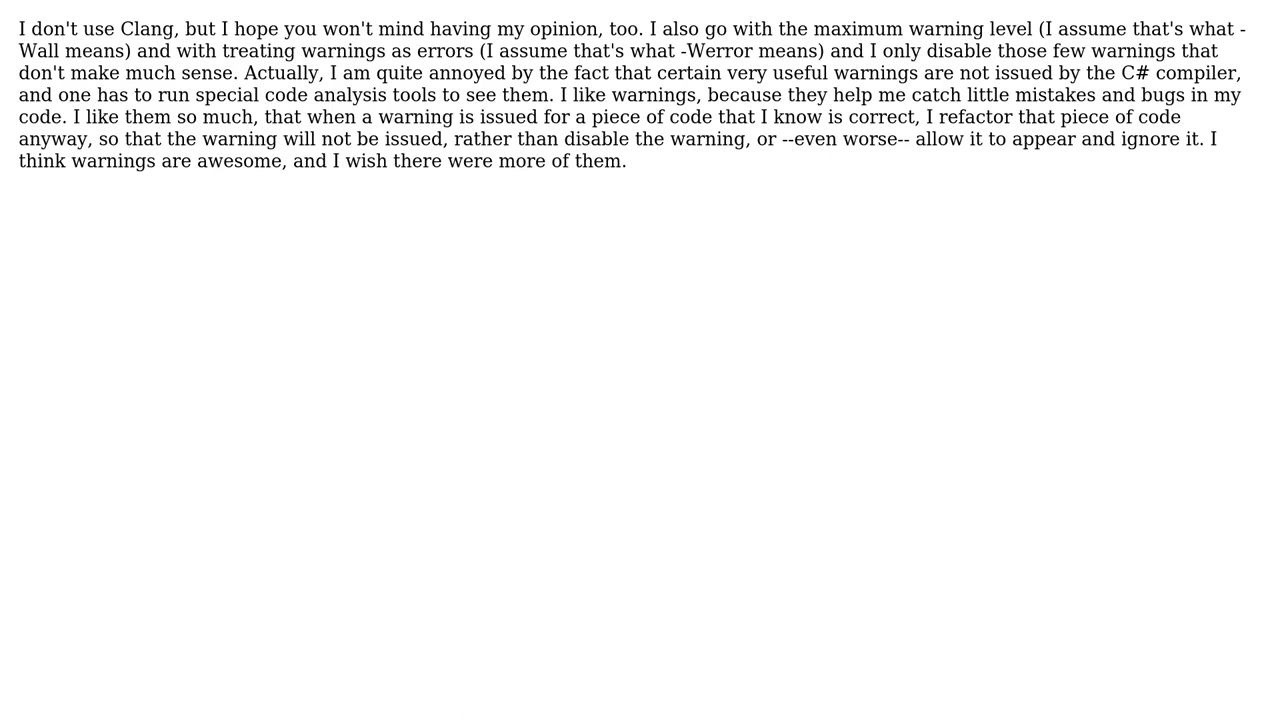 I don't use Clang, but I hope you won't mind having my opinion, too. I also go with the maximum warning level (I assume that's what -
Wall means) and with treating warnings as errors (I assume that's what -Werror means) and I only disable those few warnings that
don't make much sense. Actually, I am quite annoyed by the fact that certain very useful warnings are not issued by the C# compiler,
and one has to run special code analysis tools to see them. I like warnings, because they help me catch little mistakes and bugs in my
code. I like them so much, that when a warning is issued for a piece of code that I know is correct, I refactor that piece of code
anyway, so that the warning will not be issued, rather than disable the warning, or --even worse-- allow it to appear and ignore it. I
think warnings are awesome, and I wish there were more of them.